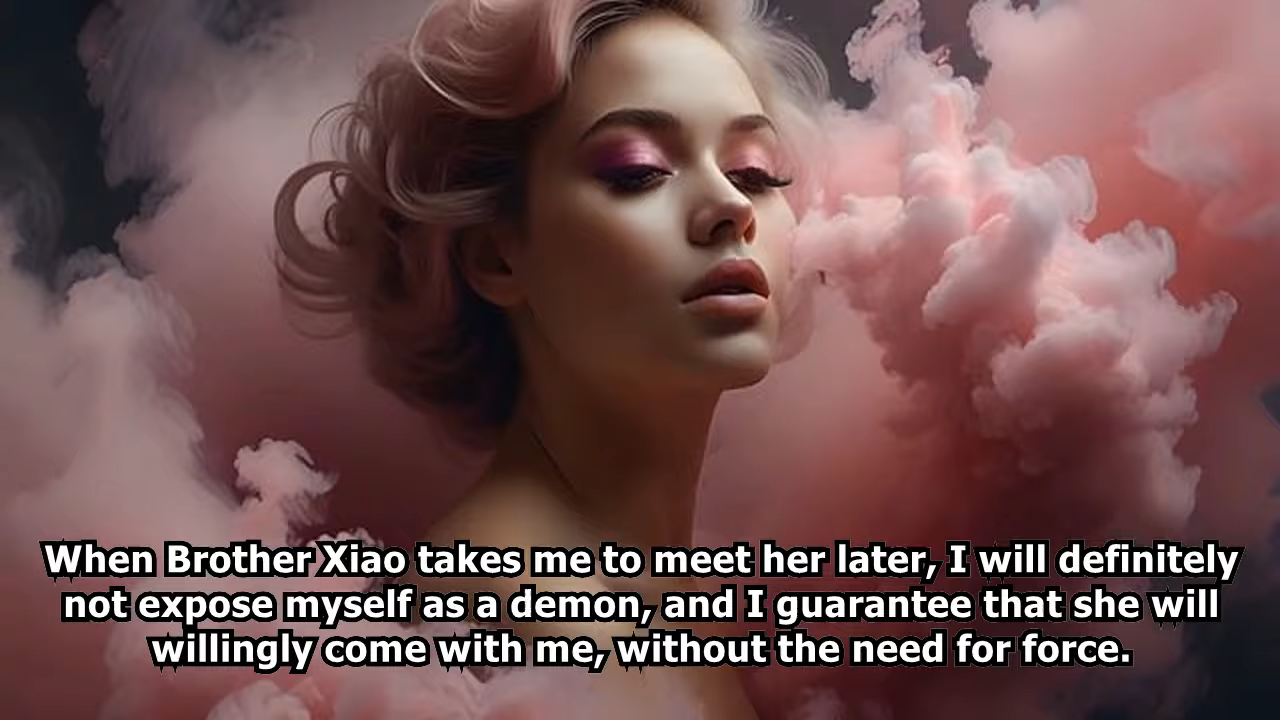 When Brother Xiao takes me to meet her later, I will definitely
not expose myself as a demon, and I guarantee that she will
willingly come with me, without the need for force.